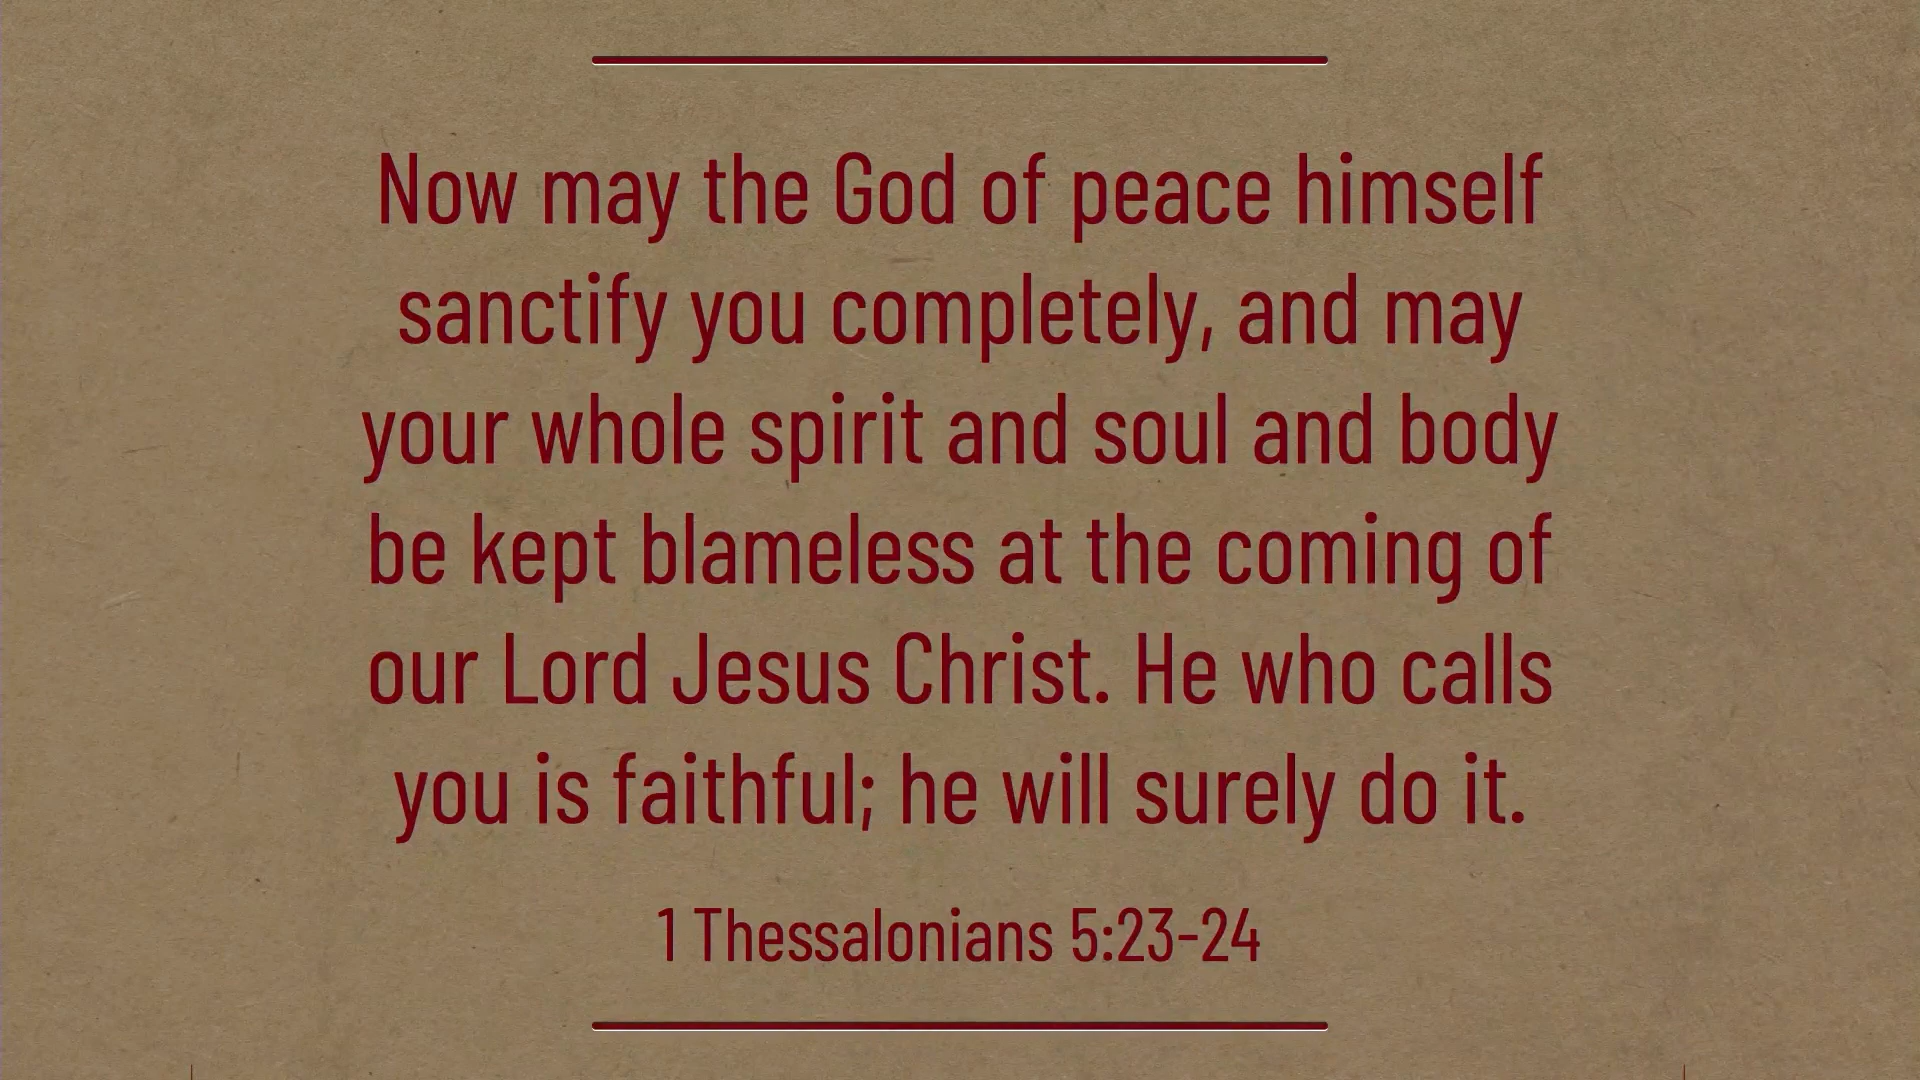 Now may the God of peace himself
sanctify you completely, and may
your whole spirit and soul and body
be kept blameless at the coming of
our Lord Jesus Christ. He who calls
you is faithful; he will surely do it.
1 Thessalonians 5:23-24